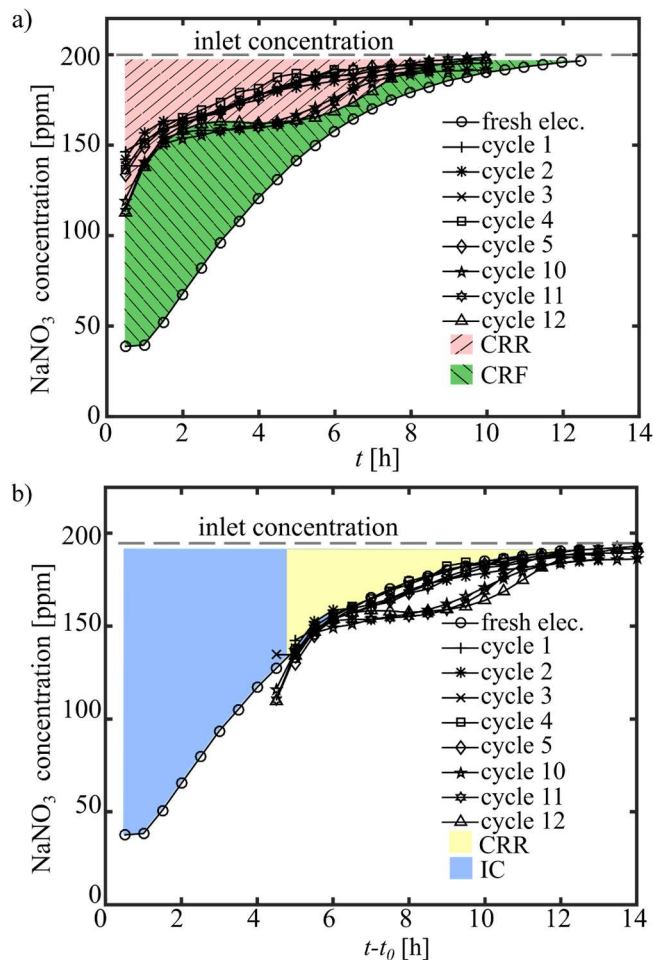 a)
200
150
100
50
0
NaNO3 concentration [ppm]
inlet concentration
fresh elec.
cycle 1
cycle 2
cycle 3
cycle 4
cycle 5
cycle 10
cycle 11
cycle 12
CRR
CRF
0 2 4 6 8 10 12 14
t [h]
b)
200
150
100
50
0
NaNO3 concentration [ppm]
inlet concentration
fresh elec.
cycle 1
cycle 2
cycle 3
cycle 4
cycle 5
cycle 10
cycle 11
cycle 12
CRR
IC
0 2 4 6 8 10 12 14
t-t0 [h]